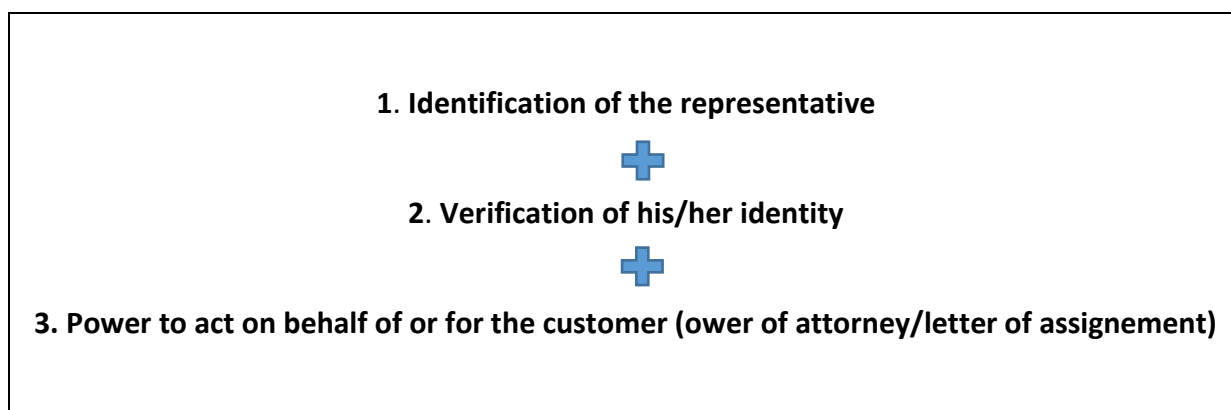 1. Identification of the representative
2. Verification of his/her identity
3. Power to act on behalf of or for the customer (ower of attorney/letter of assignement)